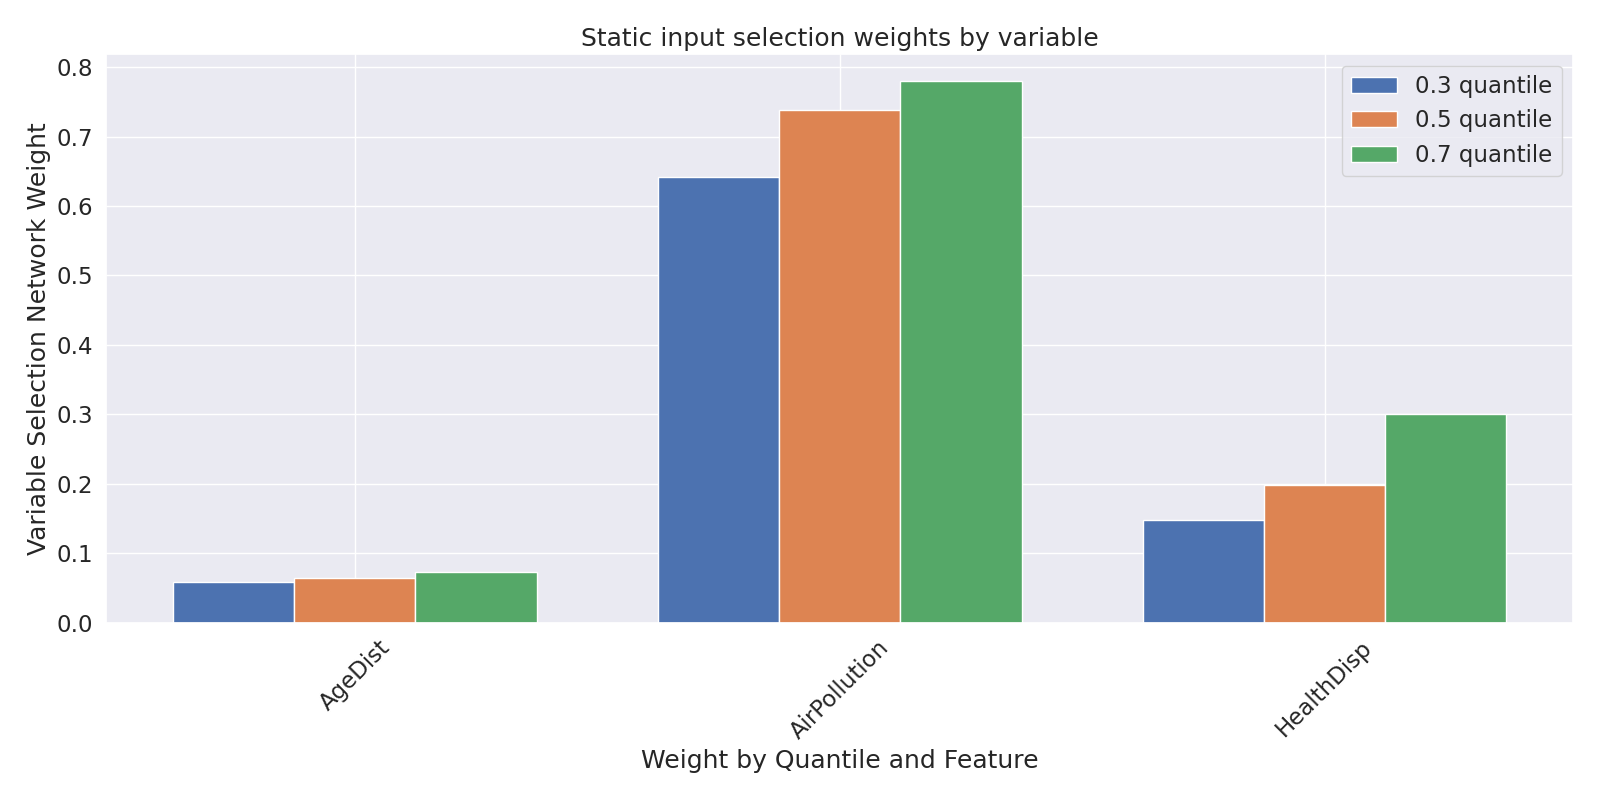 Static input selection weights by variable
0.3 quantile
0.5 quantile
0.7 quantile
Variable Selection Network Weight
0.8
0.7
0.6
0.5
0.4
0.3
0.2
0.1
0.0
AgeDist
AirPollution
HealthDisp
Weight by Quantile and Feature